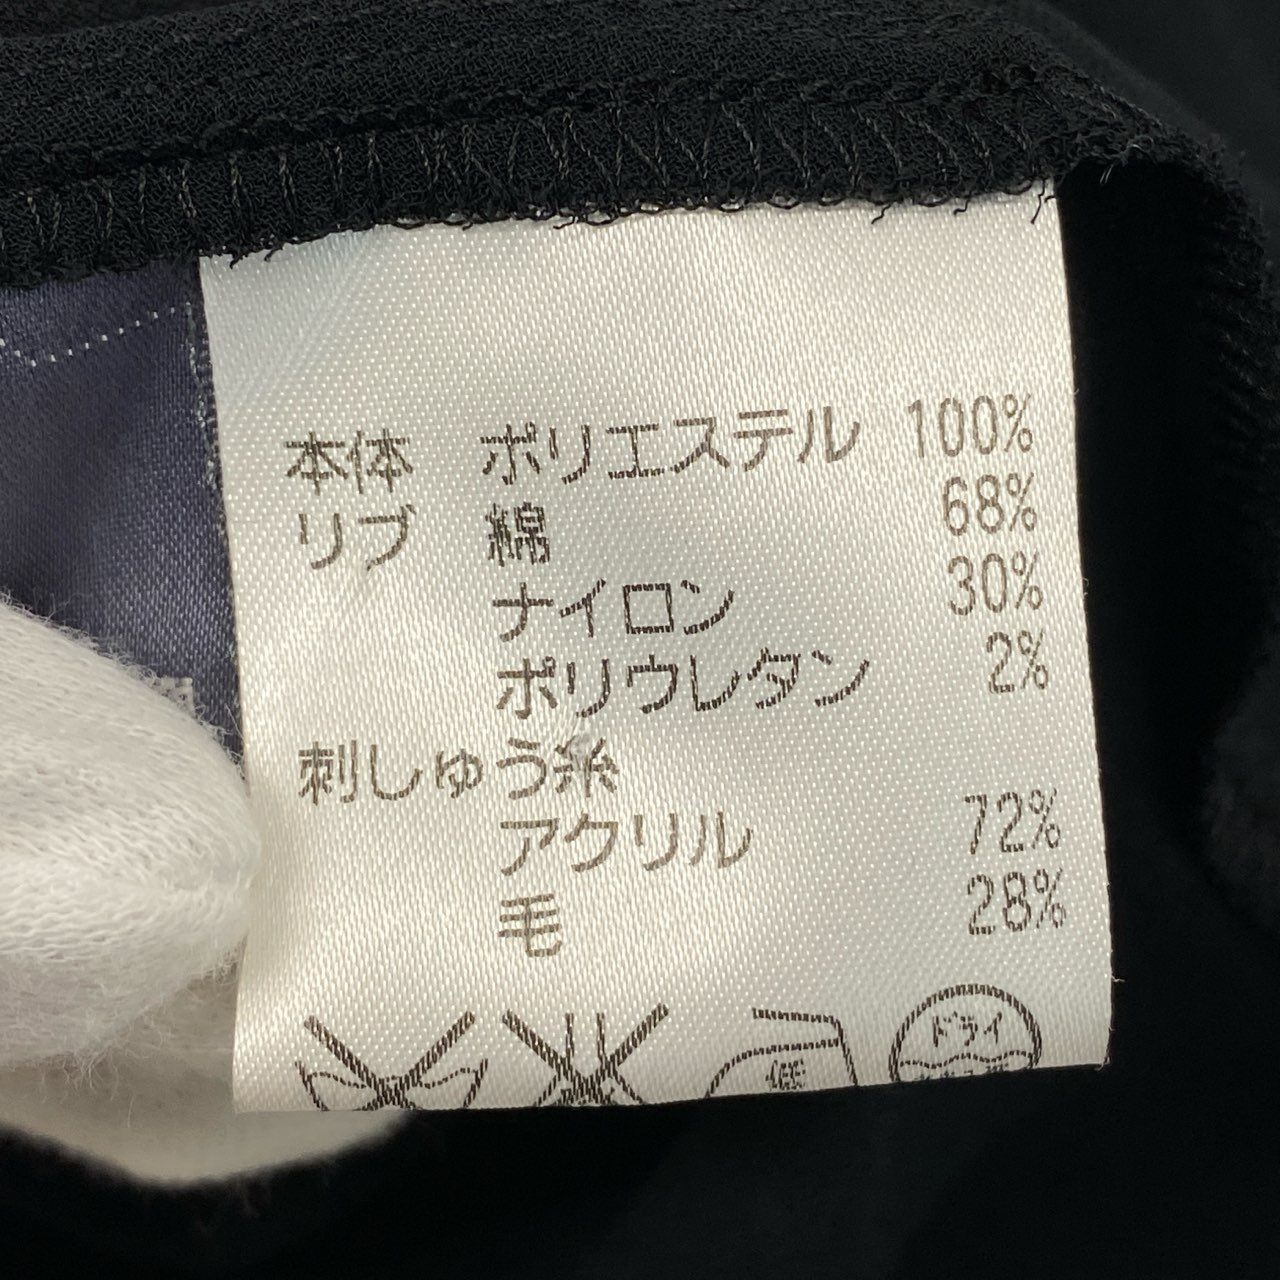 本体 ポリエステル 100%
リブ 綿 68%
ナイロン 30%
ポリウレタン 2%
刺しゅう糸
アクリル 72%
毛 28%
低 ドライ